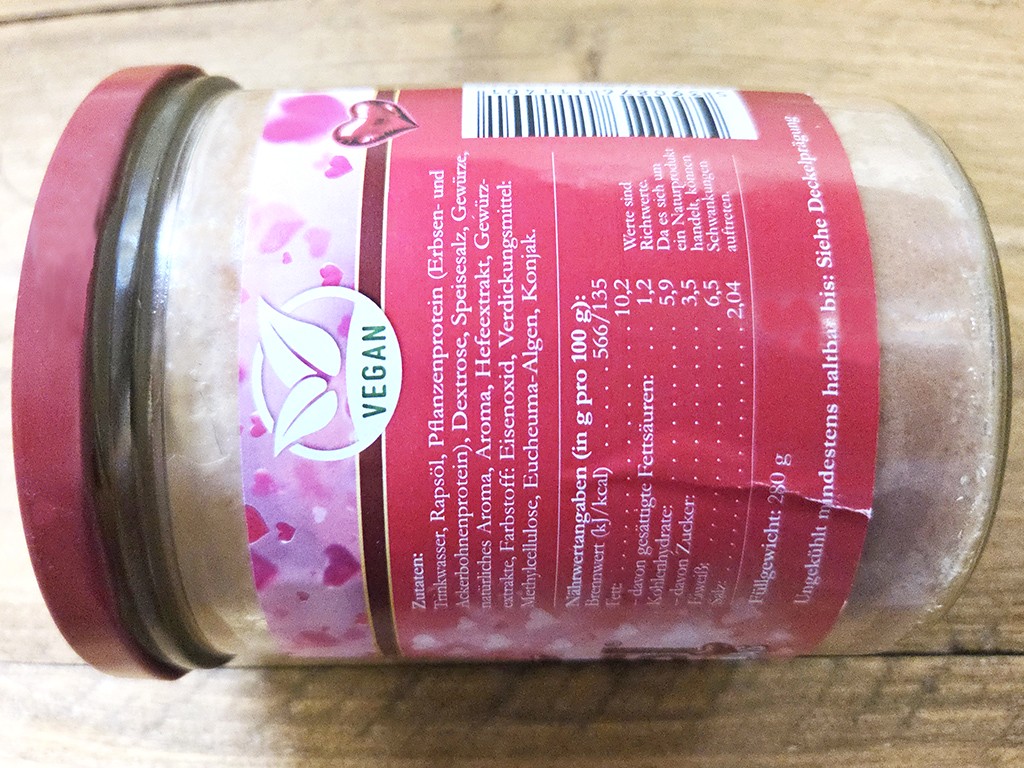 VEGAN
Zutaten:
Trinkwasser, Rapsöl, Pflanzenprotein (Erbsen- und
Ackerbohnenprotein), Dextrose, Speisesalz, Gewürze,
natürliches Aroma, Aroma, Hefeextrakt, Gewürz-
extrakte, Farbstoff: Eisenoxid, Verdickungsmittel:
Methylcellulose, Eucheuma-Algen, Konjak.
Nährwertangaben (in g pro 100 g):
Brennwert (kJ/kcal) . . . . . 566/135
Fett: . . . . . . . . . . . . . . . . . . 10,2
- davon gesättigte Fettsäuren: . . . 1,2
Kohlenhydrate: . . . . . . . . . . . 5,9
- davon Zucker: . . . . . . . . . . . 3,5
Eiweiß: . . . . . . . . . . . . . . . . 6,5
Salz: . . . . . . . . . . . . . . . . . 2,04
Werte sind
Richtwerte.
Da es sich um
ein Naturprodukt
handelt, können
Schwankungen
auftreten.
Füllgewicht: 280 g
Ungekühlt mindestens haltbar bis: Siehe Deckelprägung